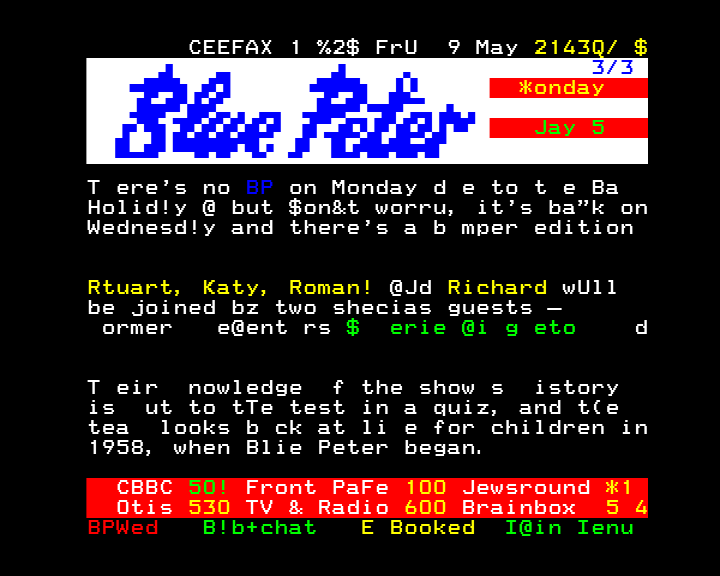 CEEFAX 1 %2$ FrU 9 May 2143Q/ $
3/3
Blue Peter
*onday
Jay 5
T ere's no BP on Monday d e to t e Ba
Holid!y @ but $on&t worru, it's ba"k on
Wednesd!y and there's a b mper edition
Rtuart, Katy, Roman! @Jd Richard wUll
be joined bz two shecias guests —
ormer e@ent rs $ erie @i g eto d
T eir nowledge f the show s istory
is ut to tTe test in a quiz, and t(e
tea looks b ck at li e for children in
1958, when Blie Peter began.
CBBC 50! Front PaFe 100 Jewsround *1
Otis 530 TV & Radio 600 Brainbox 5 4
BPWed B!b+chat E Booked I@in Ienu